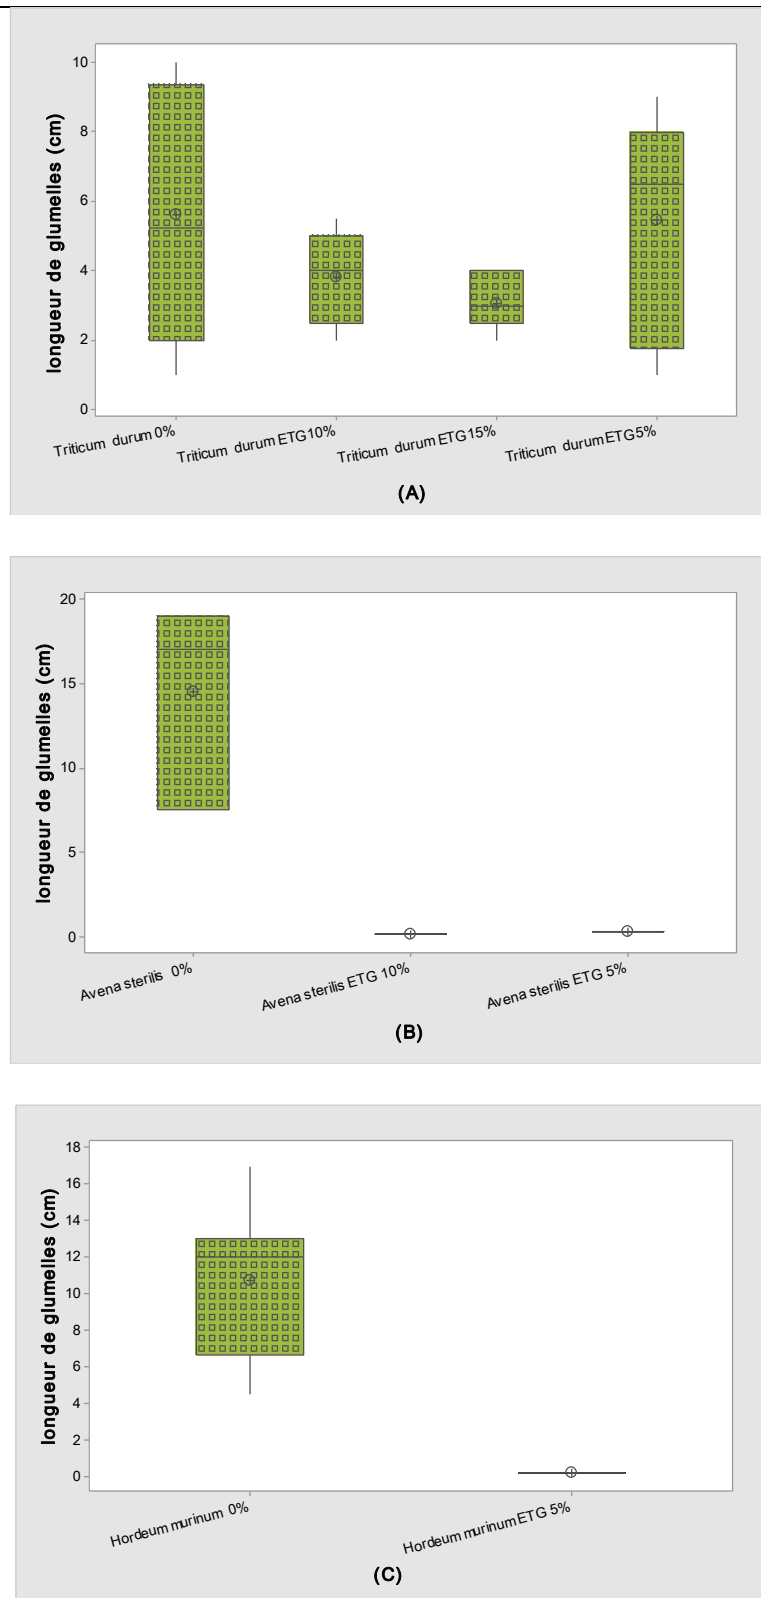 longueur de glumelles (cm)
10
8
6
4
2
0
Triticum durum 0%
Triticum durum ETG10%
Triticum durum ETG15%
Triticum durum ETG5%
(A)
longueur de glumelles (cm)
20
15
10
5
0
Avena sterilis 0%
Avena sterilis ETG 10%
Avena sterilis ETG 5%
(B)
longueur de glumelles (cm)
18
16
14
12
10
8
6
4
2
0
Hordeum murinum 0%
Hordeum murinum ETG 5%
(C)